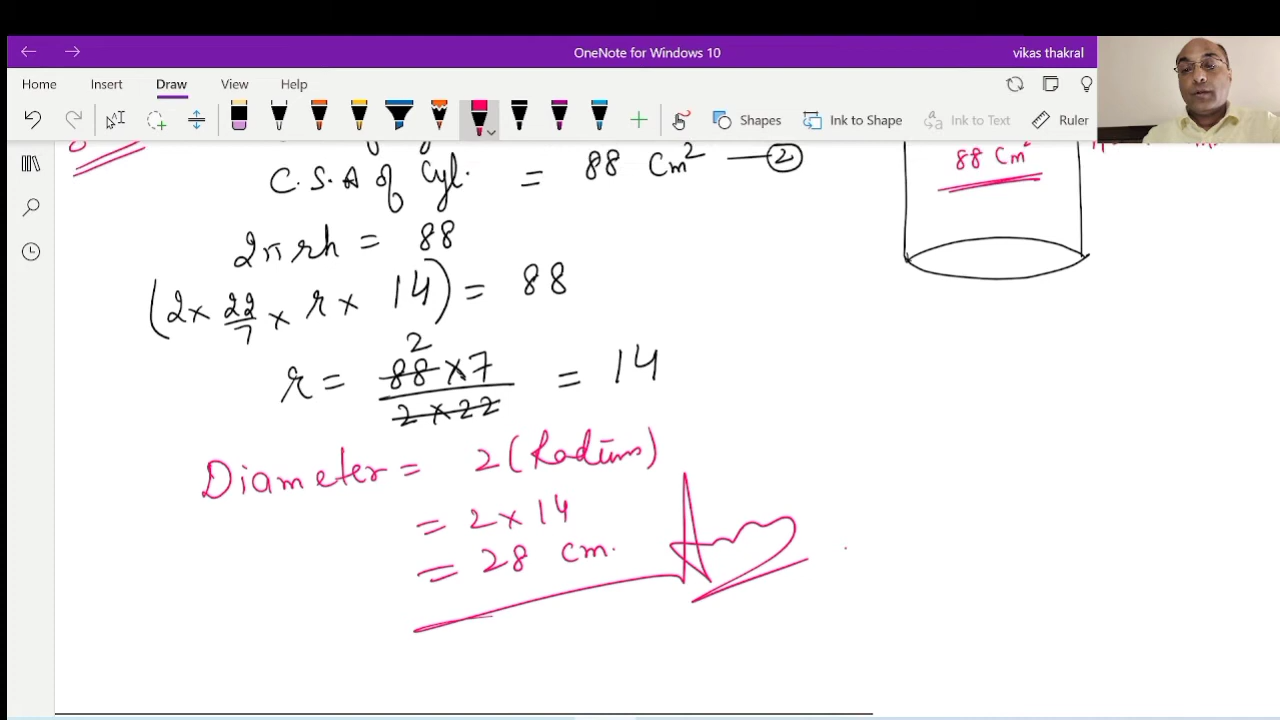 OneNote for Windows 10
vikas thakral
Home Insert Draw View Help
Shapes Ink to Shape Ink to Text Ruler
C.S.A of Cyl. = 88 Cm² — ②
88 Cm²
2πrh = 88
(2 × 22/7 × r × 14) = 88
2
r = 88×7 / 2×22 = 14
Diameter = 2 (Radius)
= 2×14
= 28 cm.
Ans